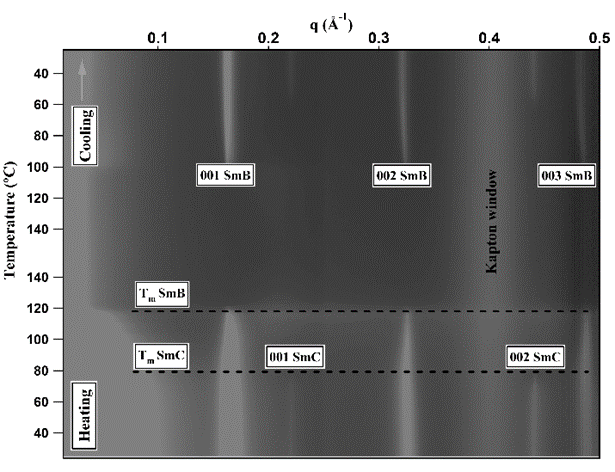 q (Å⁻¹)
0.1 0.2 0.3 0.4 0.5
Temperature (ºC)
40
60
80
100
120
140
140
120
100
80
60
40
Cooling
001 SmB
002 SmB
003 SmB
Kapton window
Tₘ SmB
Tₘ SmC
001 SmC
002 SmC
Heating